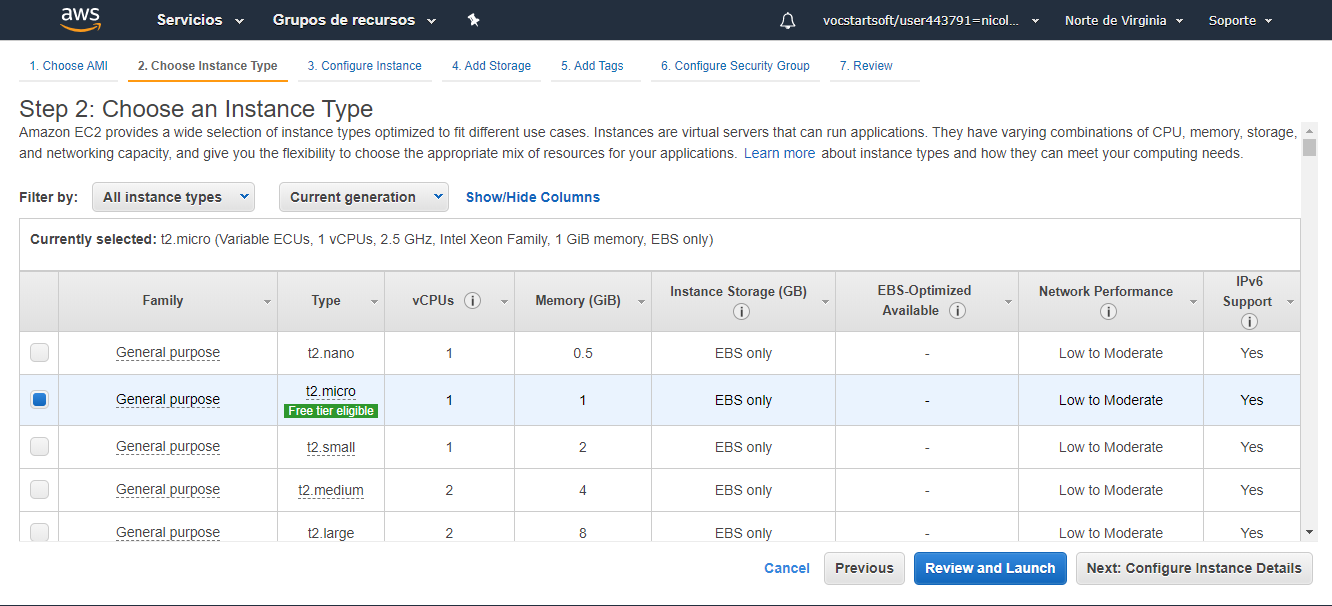 aws Servicios Grupos de recursos vocstartsoft/user443791=nicol... Norte de Virginia Soporte
1. Choose AMI 2. Choose Instance Type 3. Configure Instance 4. Add Storage 5. Add Tags 6. Configure Security Group 7. Review
Step 2: Choose an Instance Type
Amazon EC2 provides a wide selection of instance types optimized to fit different use cases. Instances are virtual servers that can run applications. They have varying combinations of CPU, memory, storage,
and networking capacity, and give you the flexibility to choose the appropriate mix of resources for your applications. Learn more about instance types and how they can meet your computing needs.
Filter by: All instance types Current generation Show/Hide Columns
Currently selected: t2.micro (Variable ECUs, 1 vCPUs, 2.5 GHz, Intel Xeon Family, 1 GiB memory, EBS only)
Family Type vCPUs i Memory (GiB) Instance Storage (GB) i EBS-Optimized Available i Network Performance i IPv6 Support i
General purpose t2.nano 1 0.5 EBS only - Low to Moderate Yes
General purpose t2.micro Free tier eligible 1 1 EBS only - Low to Moderate Yes
General purpose t2.small 1 2 EBS only - Low to Moderate Yes
General purpose t2.medium 2 4 EBS only - Low to Moderate Yes
General purpose t2.large 2 8 EBS only - Low to Moderate Yes
Cancel Previous Review and Launch Next: Configure Instance Details